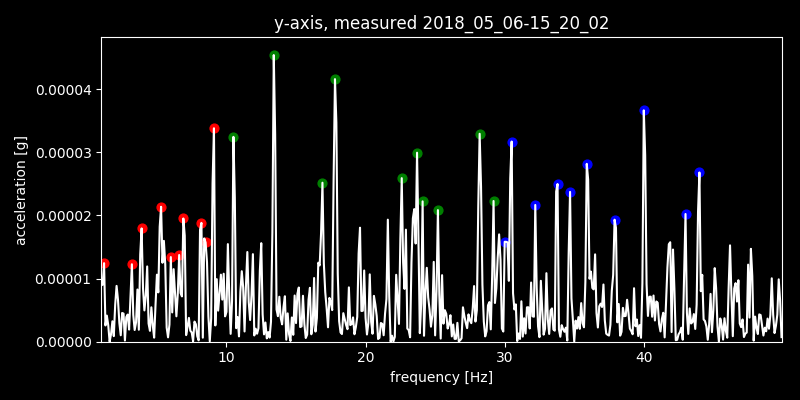 y-axis, measured 2018_05_06-15_20_02
acceleration [g]
0.00004
0.00003
0.00002
0.00001
0.00000
10 20 30 40
frequency [Hz]